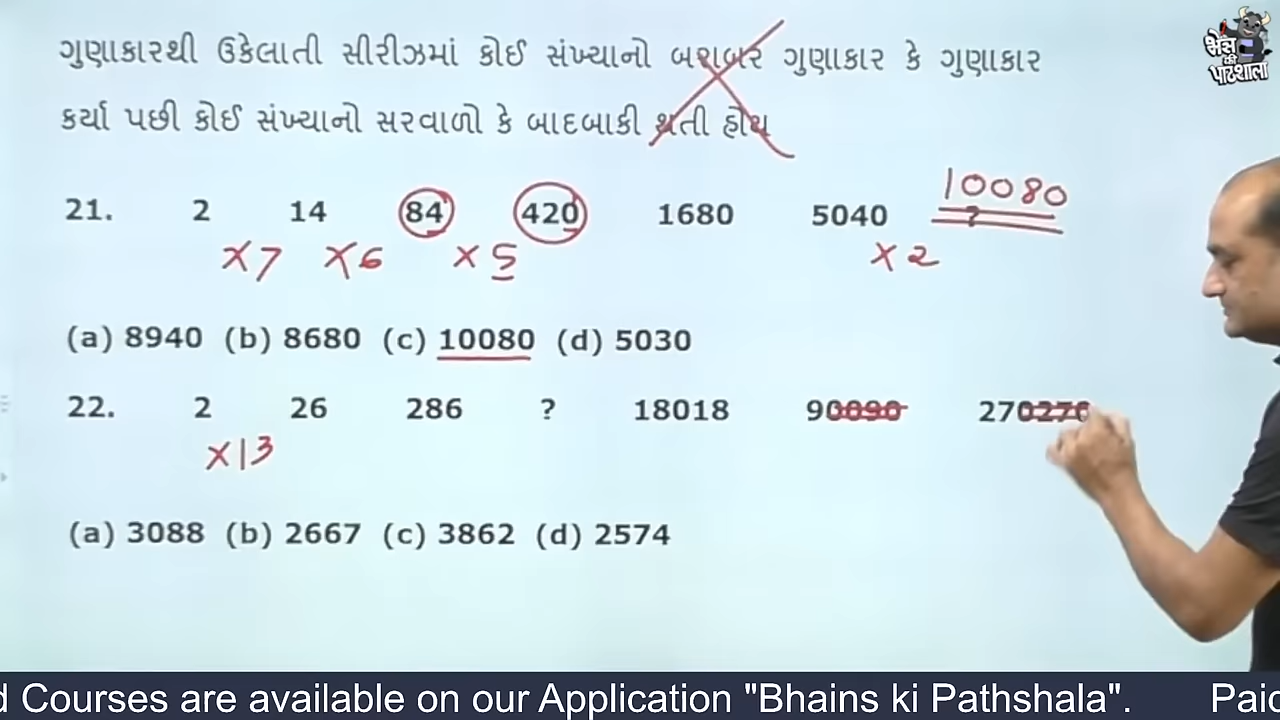 भैंस की पाठशाला
ગુણાકારથી ઉકેલાતી સીરીઝમાં કોઈ સંખ્યાનો બરાબર ગુણાકાર કે ગુણાકાર
કર્યા પછી કોઈ સંખ્યાનો સરવાળો કે બાદબાકી થતી હોય
10080
21. 2 14 84 420 1680 5040 ?
×7 ×6 ×5 ×2
(a) 8940 (b) 8680 (c) 10080 (d) 5030
22. 2 26 286 ? 18018 90090 270270
×13
(a) 3088 (b) 2667 (c) 3862 (d) 2574
d Courses are available on our Application "Bhains ki Pathshala". Paid